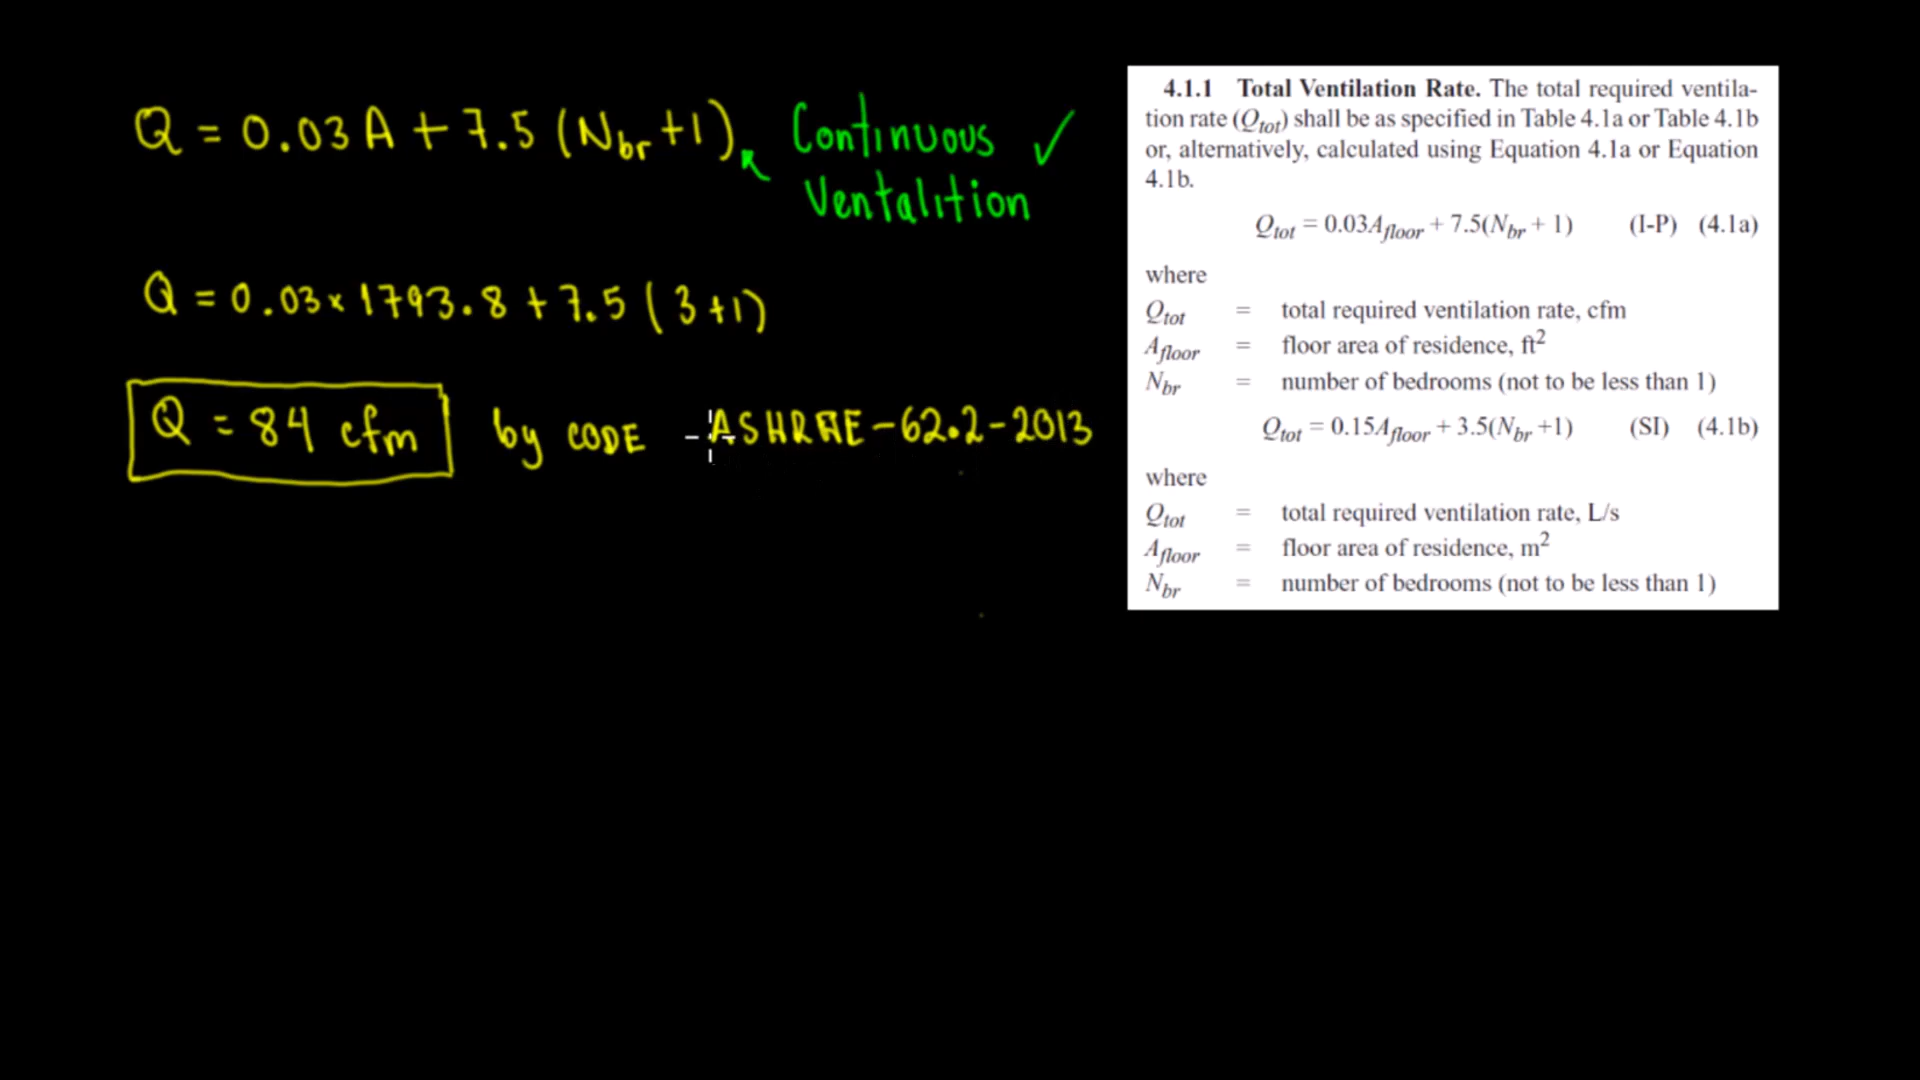 Q = 0.03 A + 7.5 (Nbr + 1)
Continuous ✓
Ventalition
Q = 0.03 x 1793.8 + 7.5 (3 + 1)
Q = 84 cfm by CODE - ASHRAE - 62.2 - 2013
4.1.1 Total Ventilation Rate. The total required ventila-
tion rate (Qtot) shall be as specified in Table 4.1a or Table 4.1b
or, alternatively, calculated using Equation 4.1a or Equation
4.1b.
Qtot = 0.03Afloor + 7.5(Nbr + 1) (I-P) (4.1a)
where
Qtot = total required ventilation rate, cfm
Afloor = floor area of residence, ft²
Nbr = number of bedrooms (not to be less than 1)
Qtot = 0.15Afloor + 3.5(Nbr +1) (SI) (4.1b)
where
Qtot = total required ventilation rate, L/s
Afloor = floor area of residence, m²
Nbr = number of bedrooms (not to be less than 1)